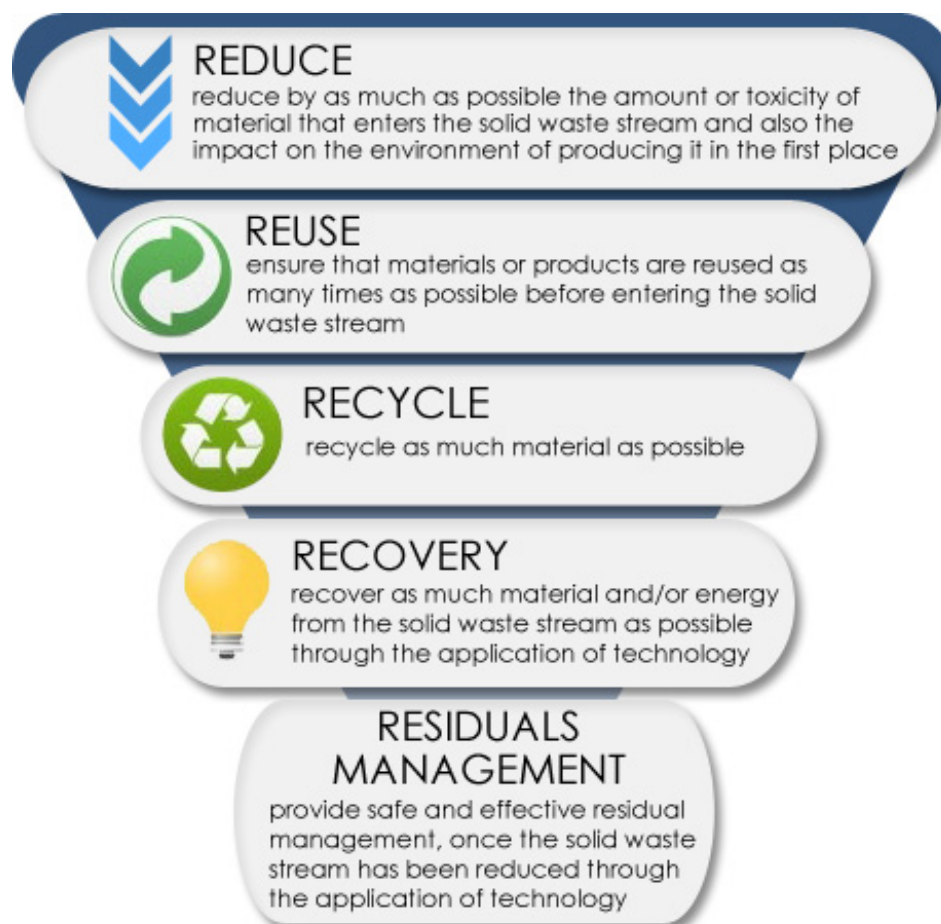 REDUCE
reduce by as much as possible the amount or toxicity of
material that enters the solid waste stream and also the
impact on the environment of producing it in the first place
REUSE
ensure that materials or products are reused as
many times as possible before entering the solid
waste stream
RECYCLE
recycle as much material as possible
RECOVERY
recover as much material and/or energy
from the solid waste stream as possible
through the application of technology
RESIDUALS
MANAGEMENT
provide safe and effective residual
management, once the solid waste
stream has been reduced through
the application of technology